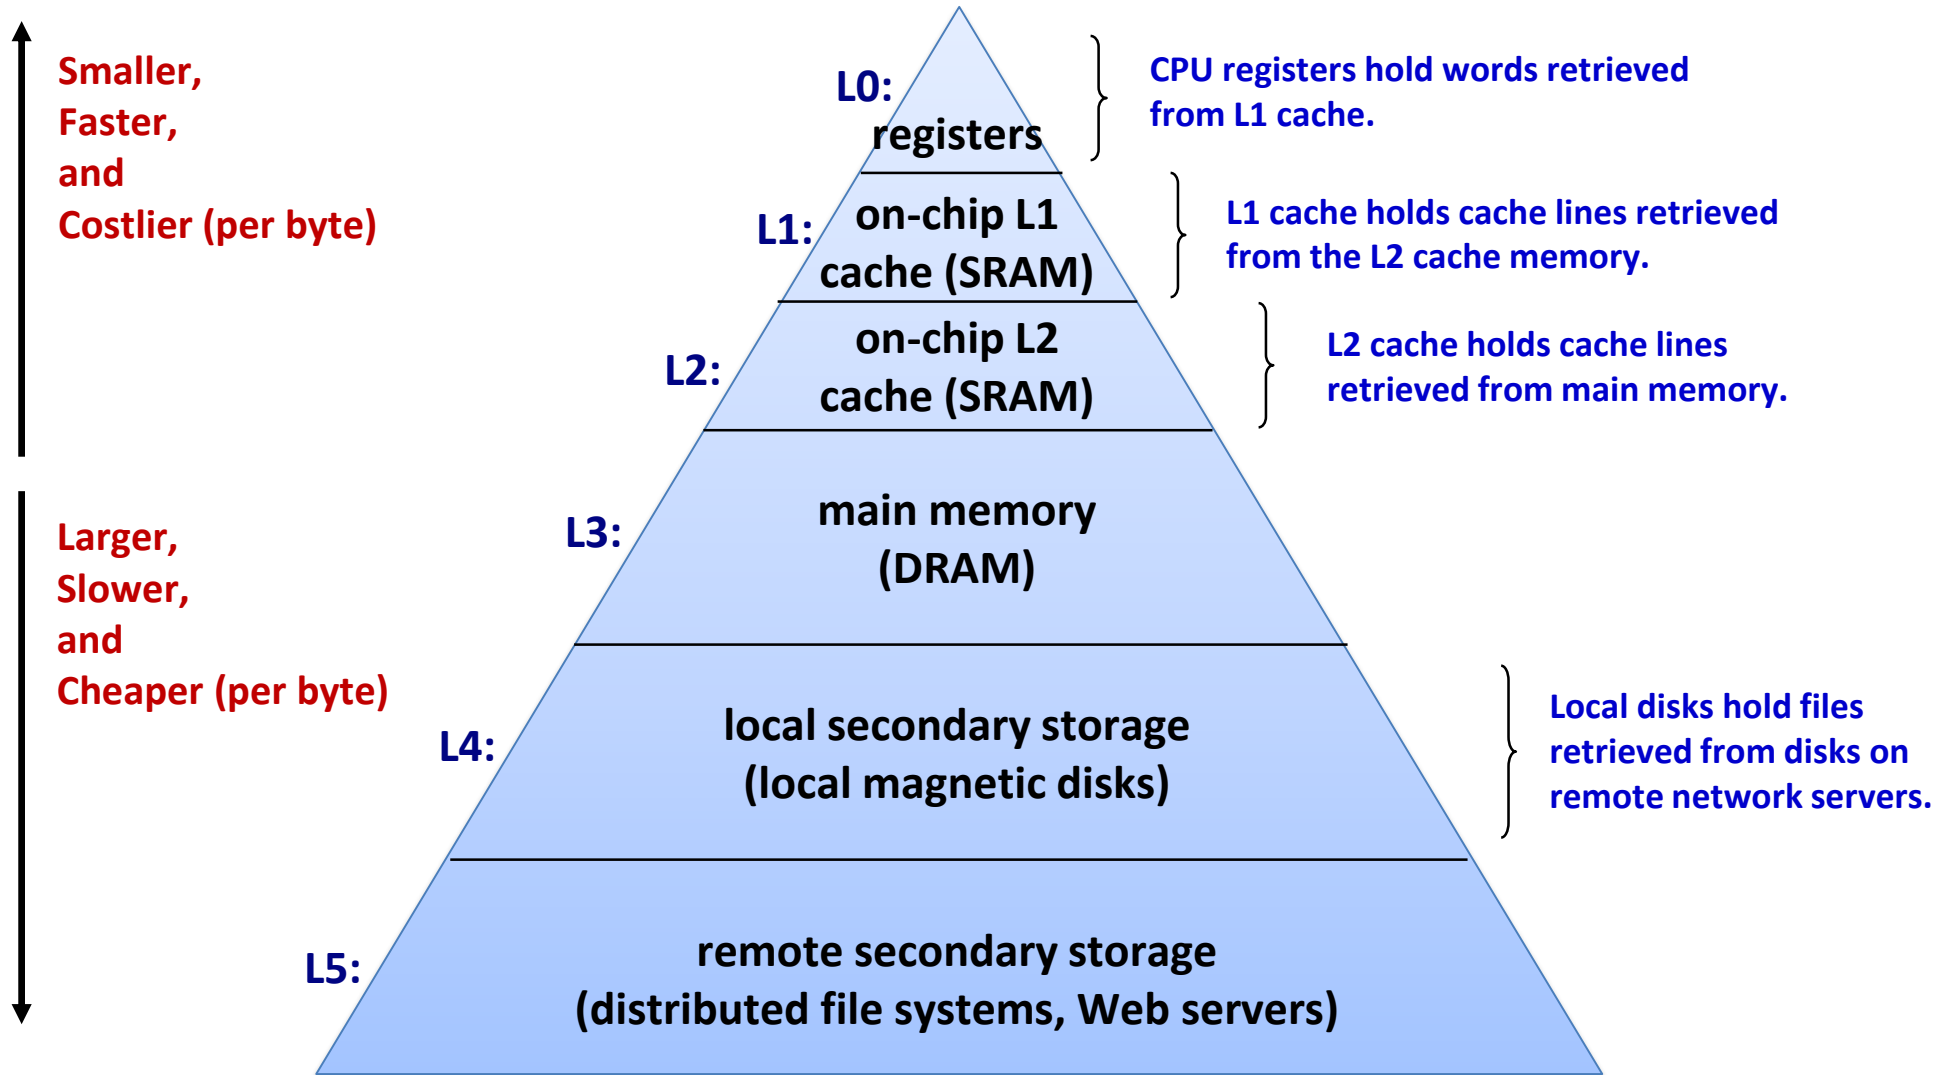 Smaller,
Faster,
and
Costlier (per byte)
Larger,
Slower,
and
Cheaper (per byte)
L0:
registers
L1:
on-chip L1
cache (SRAM)
L2:
on-chip L2
cache (SRAM)
L3:
main memory
(DRAM)
L4:
local secondary storage
(local magnetic disks)
L5:
remote secondary storage
(distributed file systems, Web servers)
CPU registers hold words retrieved
from L1 cache.
L1 cache holds cache lines retrieved
from the L2 cache memory.
L2 cache holds cache lines
retrieved from main memory.
Local disks hold files
retrieved from disks on
remote network servers.